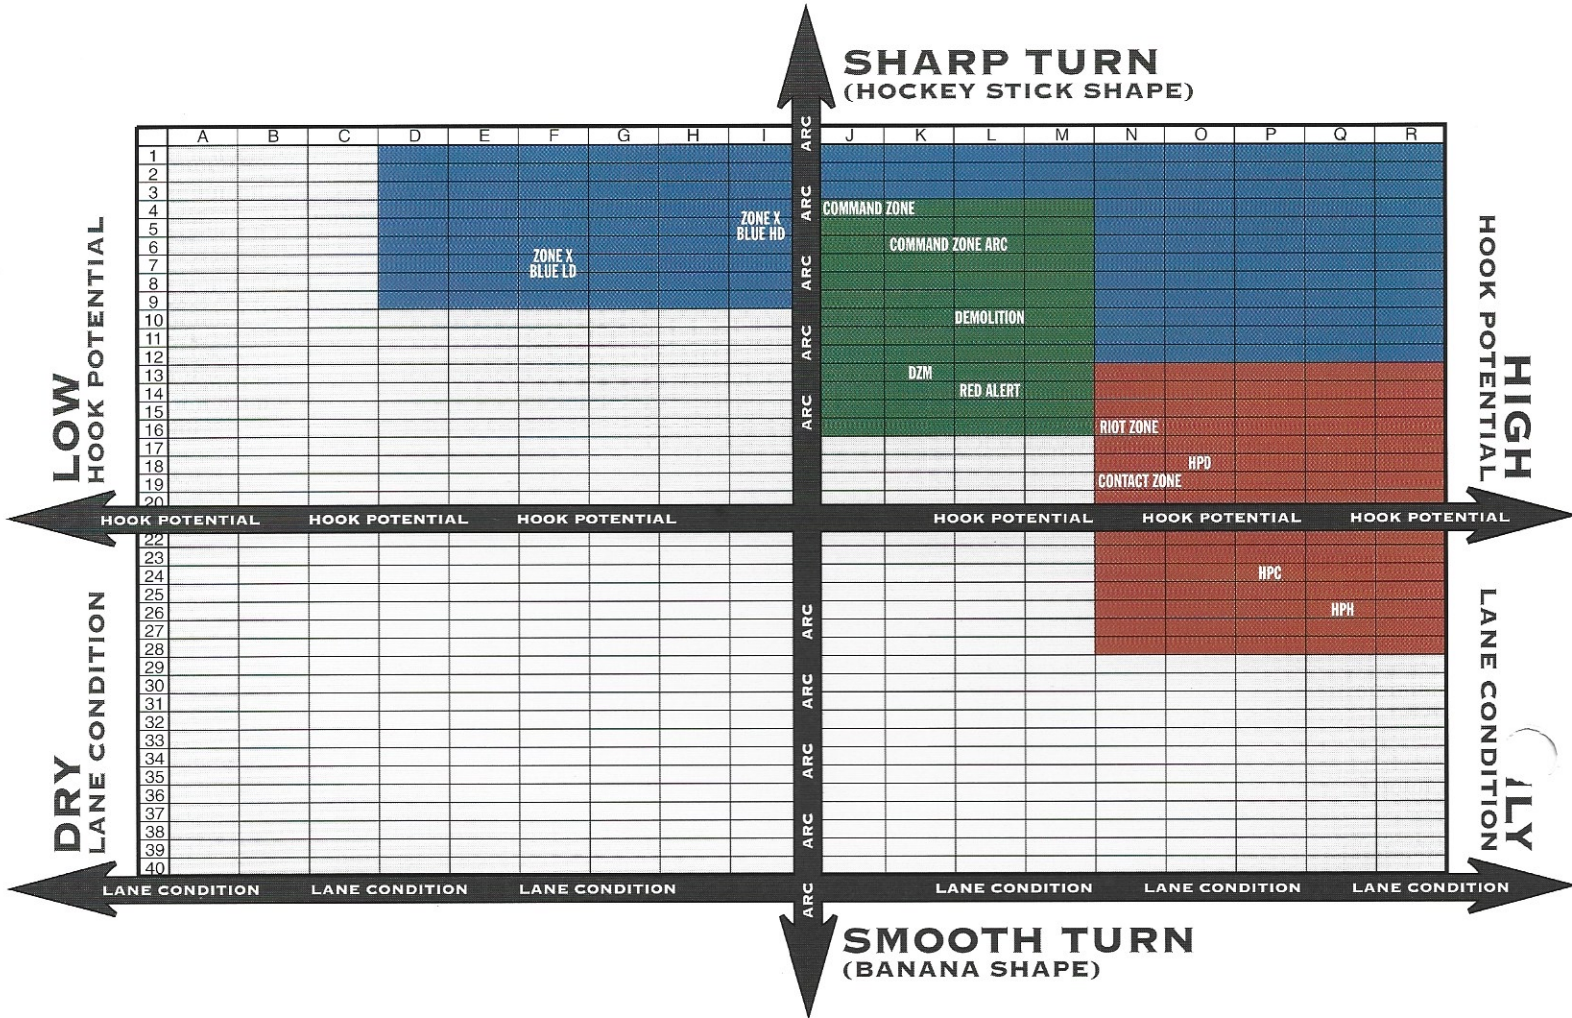 SHARP TURN
(HOCKEY STICK SHAPE)
A B C D E F G H I J K L M N O P Q R
ARC
1
2
3
4
5
6
7
8
9
10
11
12
13
14
15
16
17
18
19
20
ARC
ARC
ARC
ARC
COMMAND ZONE
ZONE X
BLUE HD
COMMAND ZONE ARC
ZONE X
BLUE LD
DEMOLITION
DZM
RED ALERT
RIOT ZONE
HPD
CONTACT ZONE
LOW
HOOK POTENTIAL
HOOK POTENTIAL
HIGH
HOOK POTENTIAL HOOK POTENTIAL HOOK POTENTIAL HOOK POTENTIAL HOOK POTENTIAL HOOK POTENTIAL
22
23
24
25
26
27
28
29
30
31
32
33
34
35
36
37
38
39
40
HPC
HPH
ARC
ARC
ARC
ARC
DRY
LANE CONDITION
LANE CONDITION
LANE CONDITION LANE CONDITION LANE CONDITION LANE CONDITION LANE CONDITION LANE CONDITION
ARC
SMOOTH TURN
(BANANA SHAPE)